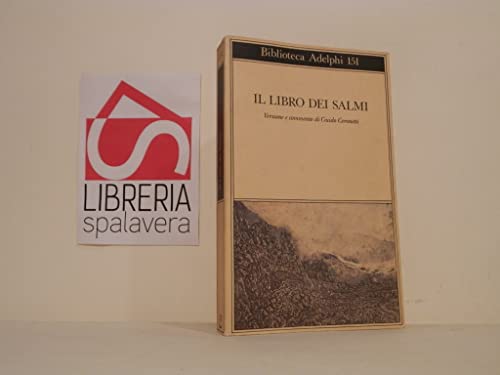 LIBRERIA
spalavera
Biblioteca Adelphi 151
IL LIBRO DEI SALMI
Versione e commento di Guido Ceronetti